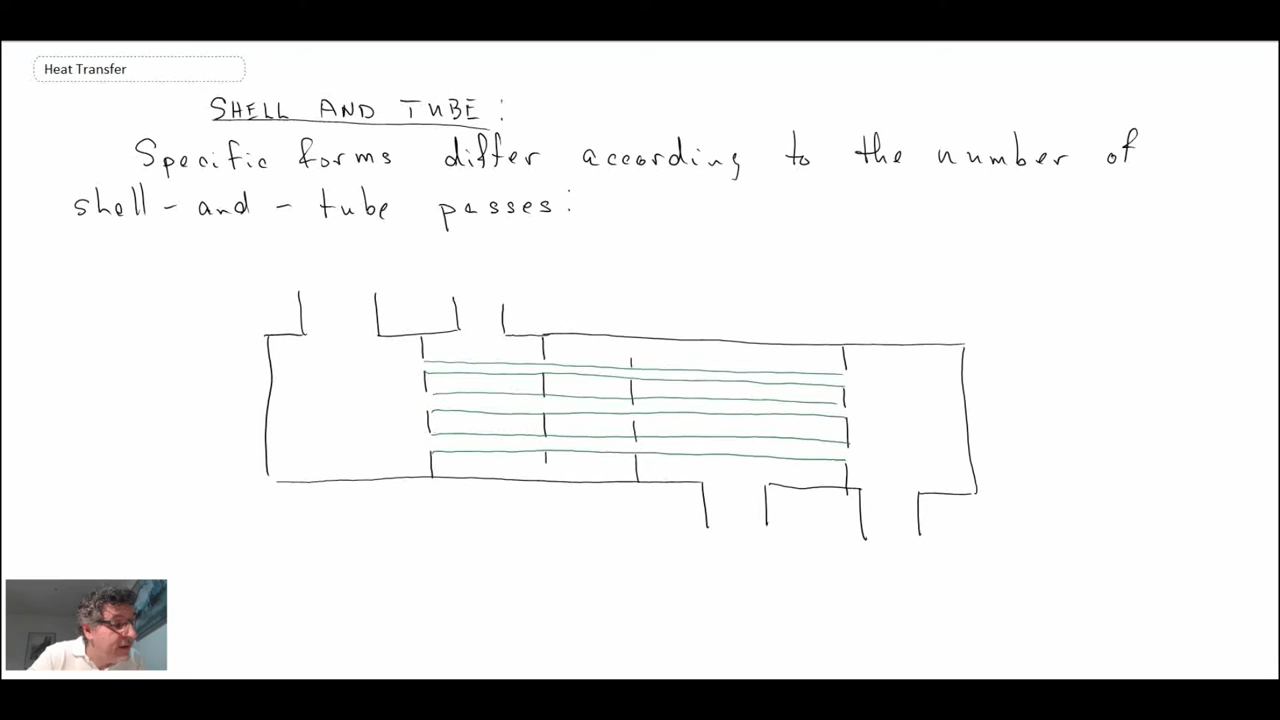 Heat Transfer
SHELL AND TUBE:
Specific forms differ according to the number of
shell-and-tube passes: